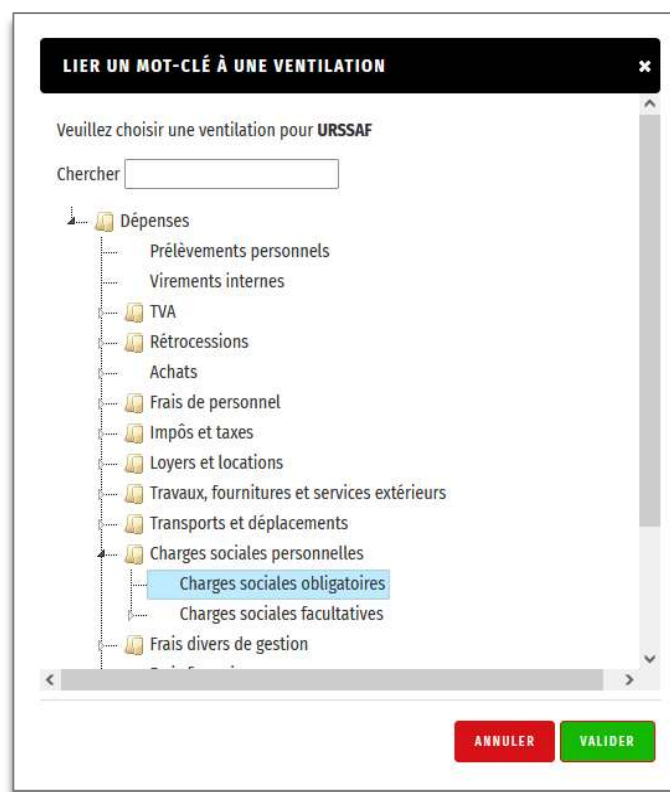 LIER UN MOT-CLÉ À UNE VENTILATION
Veuillez choisir une ventilation pour URSSAF
Chercher
Dépenses
Prélèvements personnels
Virements internes
TVA
Rétrocessions
Achats
Frais de personnel
Impôs et taxes
Loyers et locations
Travaux, fournitures et services extérieurs
Transports et déplacements
Charges sociales personnelles
Charges sociales obligatoires
Charges sociales facultatives
Frais divers de gestion
ANNULER VALIDER